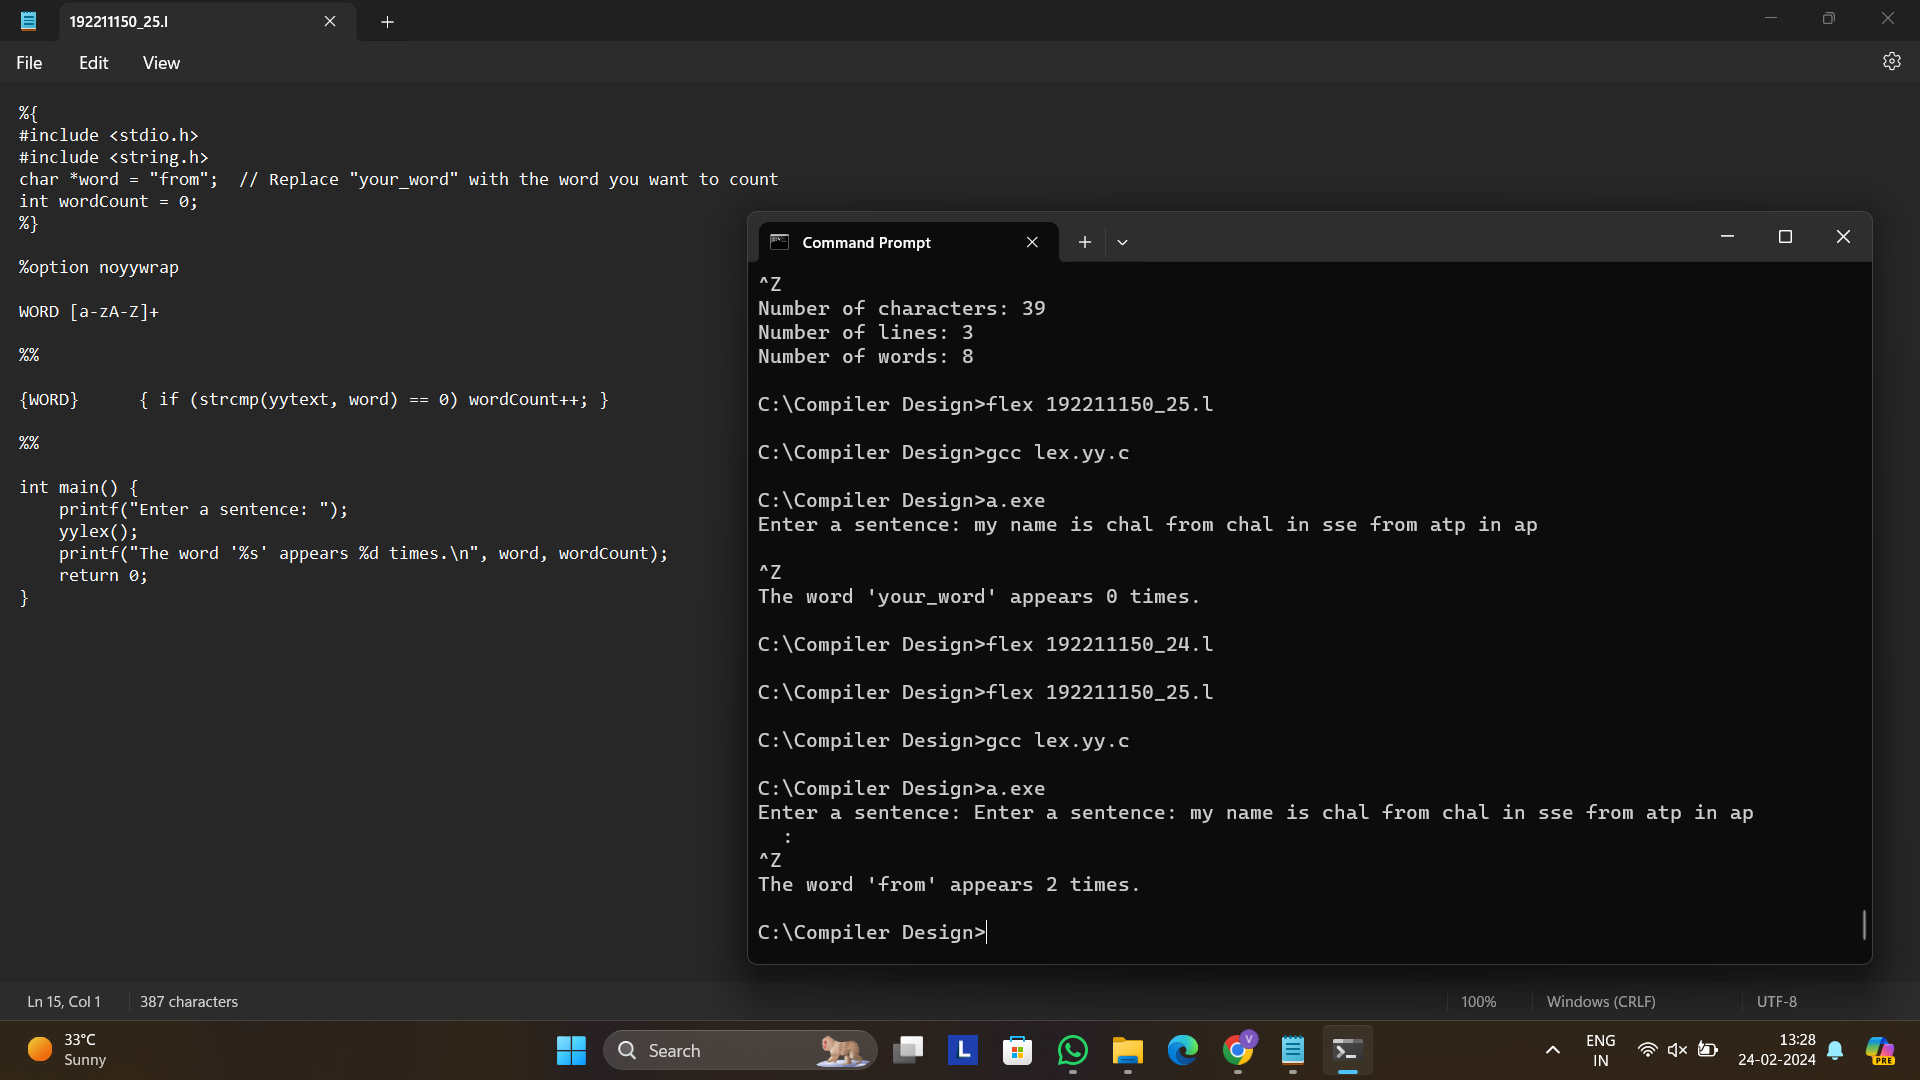 192211150_25.l
File Edit View
%{
#include <stdio.h>
#include <string.h>
char *word = "from";  // Replace "your_word" with the word you want to count
int wordCount = 0;
%}
%option noyywrap
WORD [a-zA-Z]+
%%
{WORD}      { if (strcmp(yytext, word) == 0) wordCount++; }
%%
int main() {
    printf("Enter a sentence: ");
    yylex();
    printf("The word '%s' appears %d times.\n", word, wordCount);
    return 0;
}
Command Prompt
^Z
Number of characters: 39
Number of lines: 3
Number of words: 8
C:\Compiler Design>flex 192211150_25.l
C:\Compiler Design>gcc lex.yy.c
C:\Compiler Design>a.exe
Enter a sentence: my name is chal from chal in sse from atp in ap
^Z
The word 'your_word' appears 0 times.
C:\Compiler Design>flex 192211150_24.l
C:\Compiler Design>flex 192211150_25.l
C:\Compiler Design>gcc lex.yy.c
C:\Compiler Design>a.exe
Enter a sentence: Enter a sentence: my name is chal from chal in sse from atp in ap
:
^Z
The word 'from' appears 2 times.
C:\Compiler Design>
Ln 15, Col 1 387 characters 100% Windows (CRLF) UTF-8
33°C
Sunny
Search
L
V
ENG
IN
13:28
24-02-2024
PRE